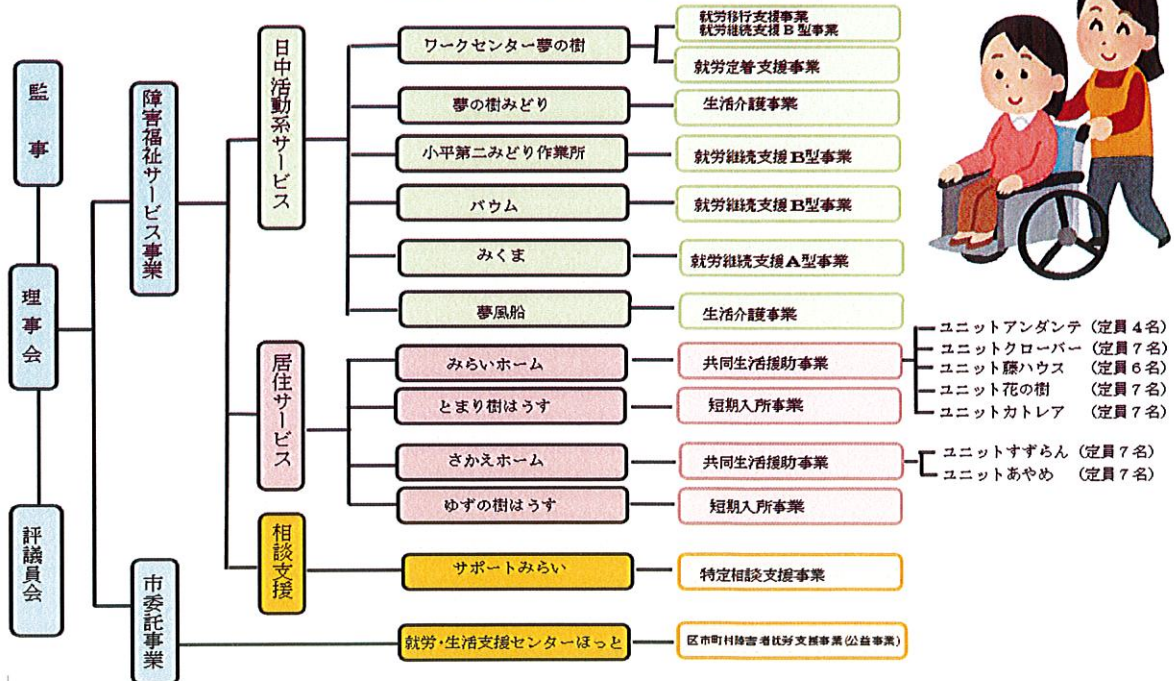 監事
理事会
評議員会
障害福祉サービス事業
市委託事業
日中活動系サービス
居住サービス
相談支援
ワークセンター夢の樹
就労移行支援事業
就労継続支援B型事業
就労定着支援事業
夢の樹みどり
生活介護事業
小平第二みどり作業所
就労継続支援B型事業
バウム
就労継続支援B型事業
みくま
就労継続支援A型事業
夢風船
生活介護事業
みらいホーム
共同生活援助事業
ユニットアンダンテ (定員4名)
ユニットクローバー (定員7名)
ユニット藤ハウス (定員6名)
ユニット花の樹 (定員7名)
ユニットカトレア (定員7名)
とまり樹はうす
短期入所事業
さかえホーム
共同生活援助事業
ユニットすずらん (定員7名)
ユニットあやめ (定員7名)
ゆずの樹はうす
短期入所事業
サポートみらい
特定相談支援事業
就労・生活支援センターほっと
区市町村障害者就労支援事業(公益事業)